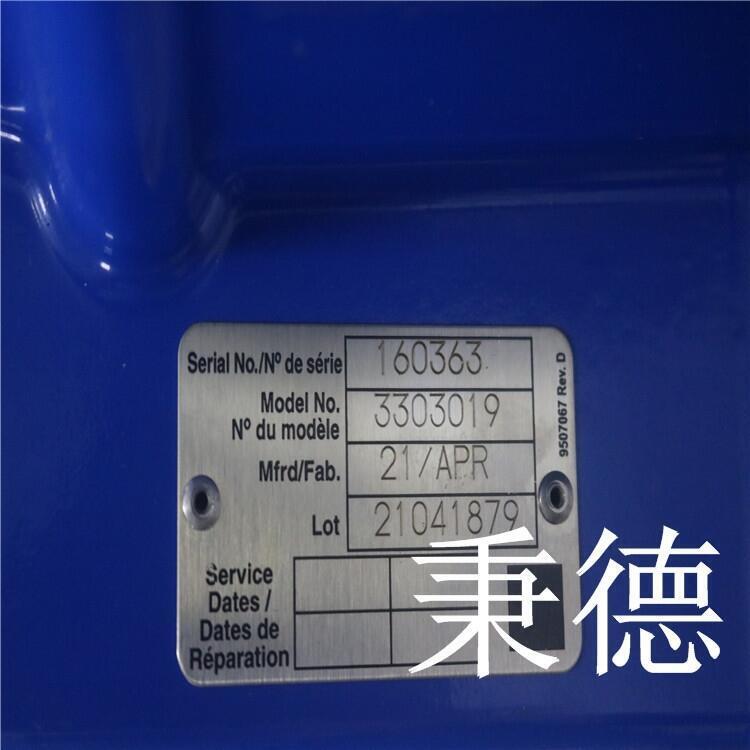 Serial No./Nº de série 160363
Model No.
Nº du modèle 3303019
Mfrd/Fab. 21/APR
Lot 21041879
Service
Dates /
Dates de
Réparation
9507067 Rev. D
秉德